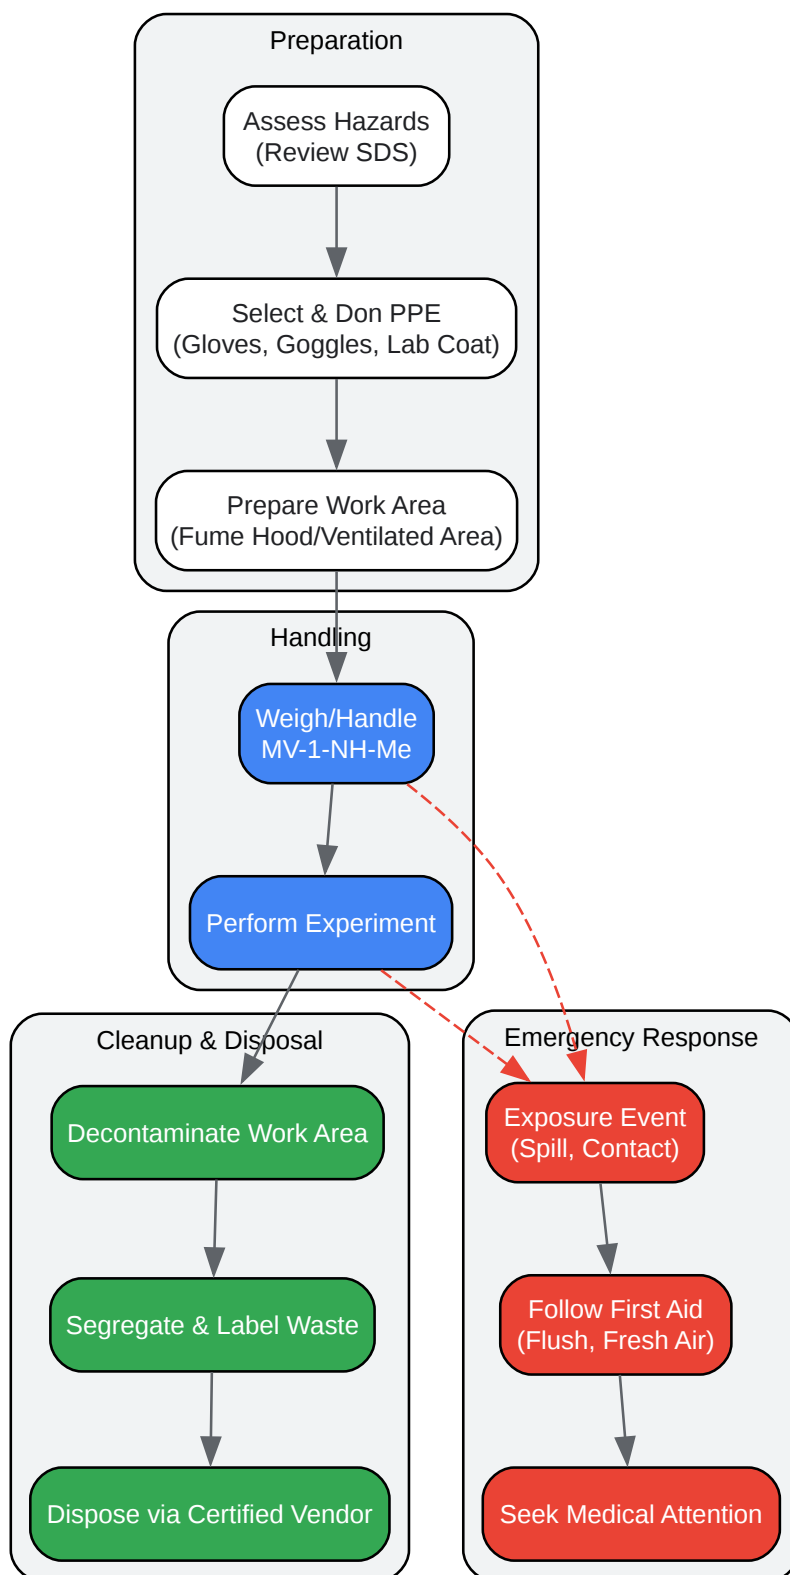 Preparation
Assess Hazards
(Review SDS)
Select & Don PPE
(Gloves, Goggles, Lab Coat)
Prepare Work Area
(Fume Hood/Ventilated Area)
Handling
Weigh/Handle
MV-1-NH-Me
Perform Experiment
Cleanup & Disposal
Decontaminate Work Area
Segregate & Label Waste
Dispose via Certified Vendor
Emergency Response
Exposure Event
(Spill, Contact)
Follow First Aid
(Flush, Fresh Air)
Seek Medical Attention